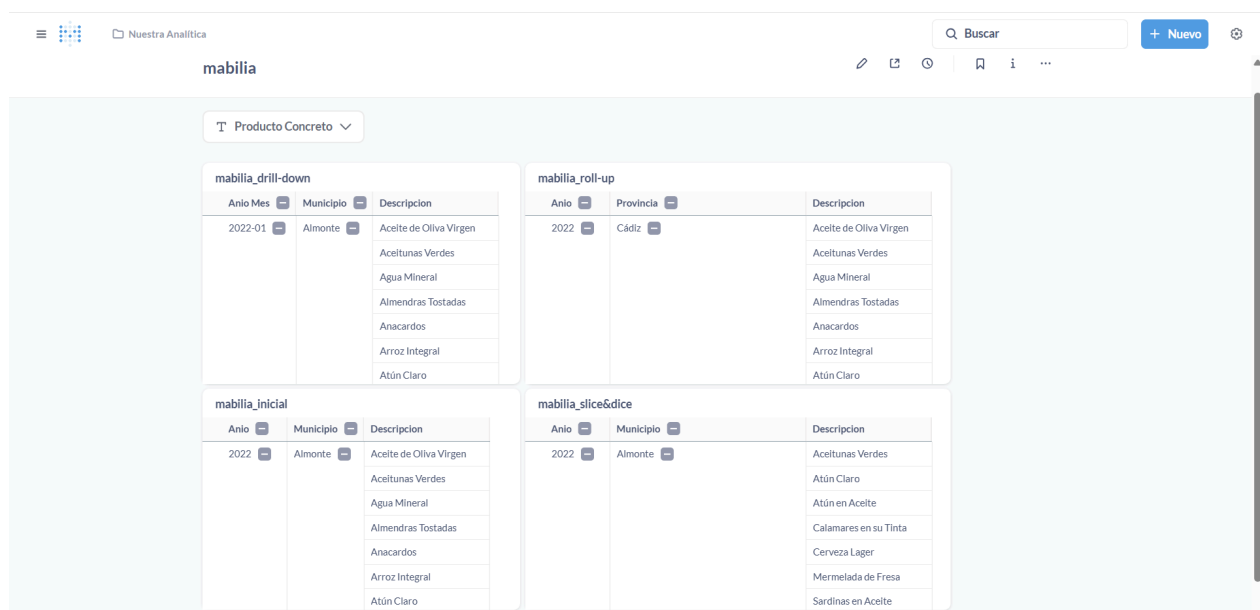 Nuestra Analítica
Buscar
+ Nuevo
mabilia
Producto Concreto
mabilia_drill-down
Anio Mes Municipio Descripcion
2022-01 Almonte Aceite de Oliva Virgen
Aceitunas Verdes
Agua Mineral
Almendras Tostadas
Anacardos
Arroz Integral
Atún Claro
mabilia_roll-up
Anio Provincia Descripcion
2022 Cádiz Aceite de Oliva Virgen
Aceitunas Verdes
Agua Mineral
Almendras Tostadas
Anacardos
Arroz Integral
Atún Claro
mabilia_inicial
Anio Municipio Descripcion
2022 Almonte Aceite de Oliva Virgen
Aceitunas Verdes
Agua Mineral
Almendras Tostadas
Anacardos
Arroz Integral
Atún Claro
mabilia_slice&dice
Anio Municipio Descripcion
2022 Almonte Aceitunas Verdes
Atún Claro
Atún en Aceite
Calamares en su Tinta
Cerveza Lager
Mermelada de Fresa
Sardinas en Aceite